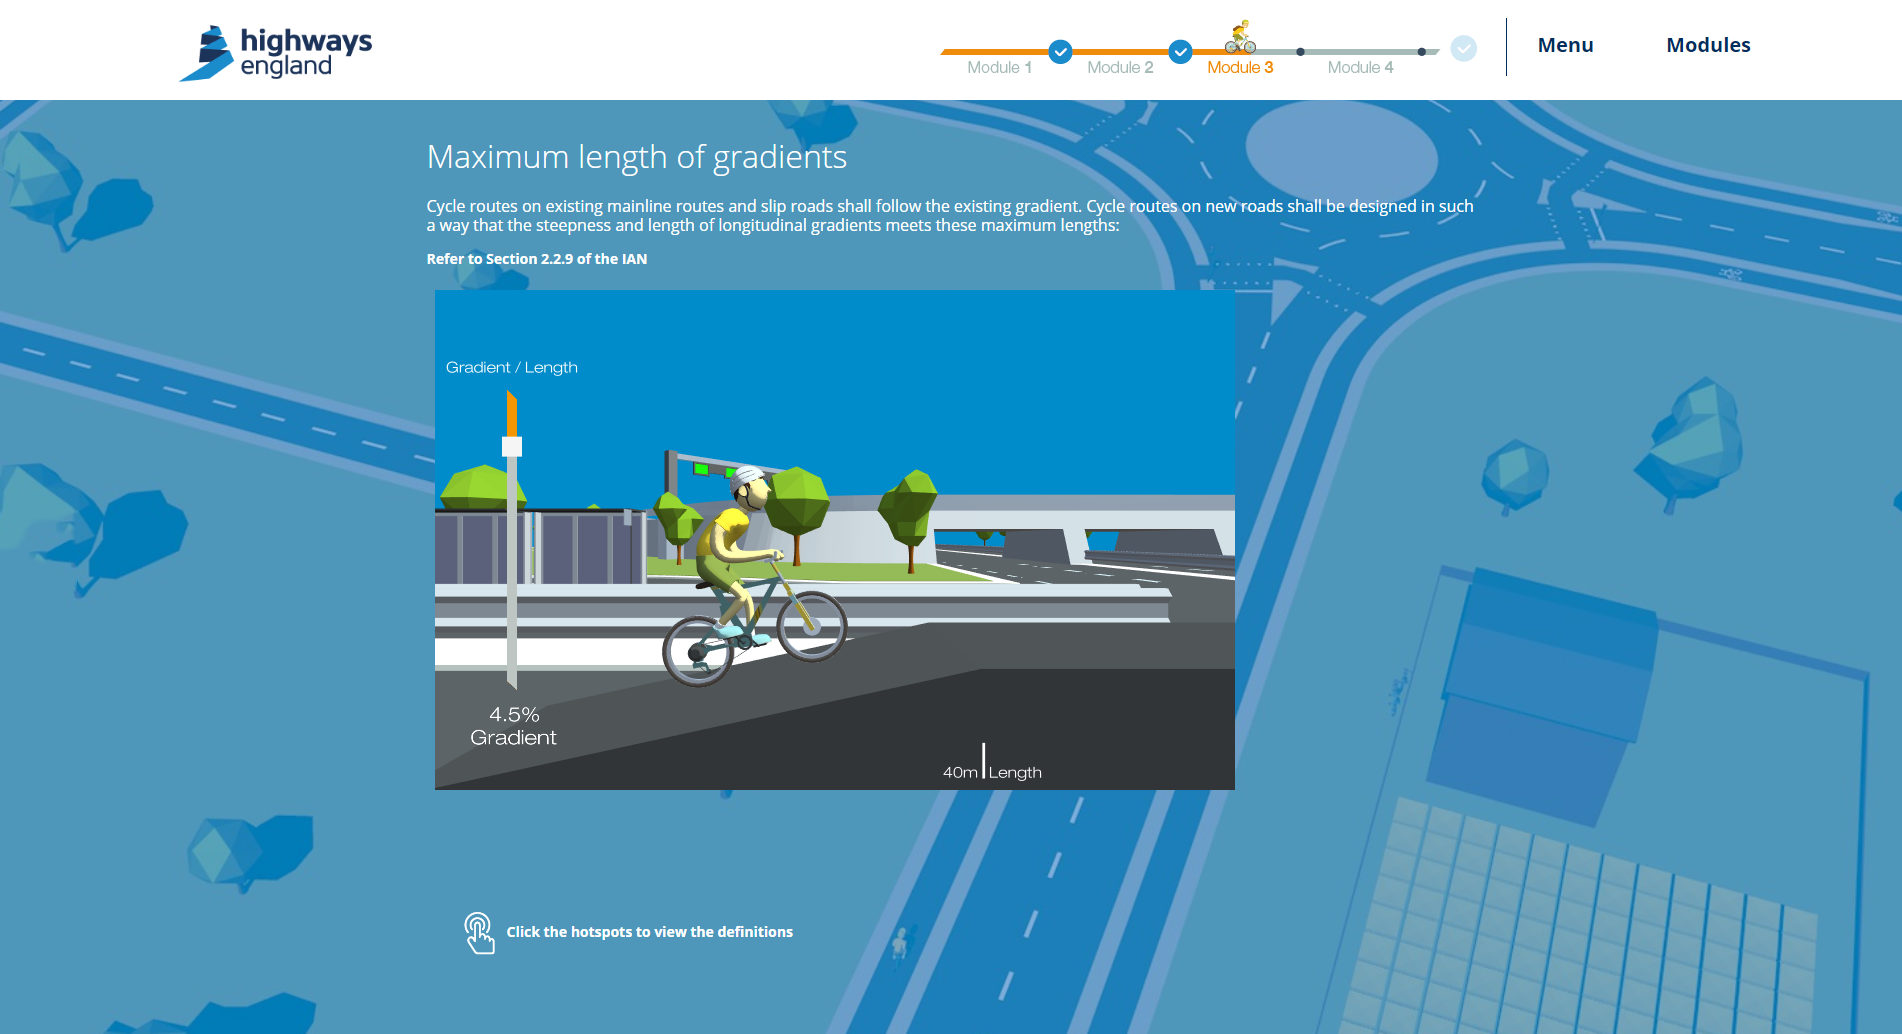 highways
england
Module 1
Module 2
Module 3
Module 4
Menu
Modules
Maximum length of gradients
Cycle routes on existing mainline routes and slip roads shall follow the existing gradient. Cycle routes on new roads shall be designed in such
a way that the steepness and length of longitudinal gradients meets these maximum lengths:
Refer to Section 2.2.9 of the IAN
Gradient / Length
4.5%
Gradient
40m Length
Click the hotspots to view the definitions